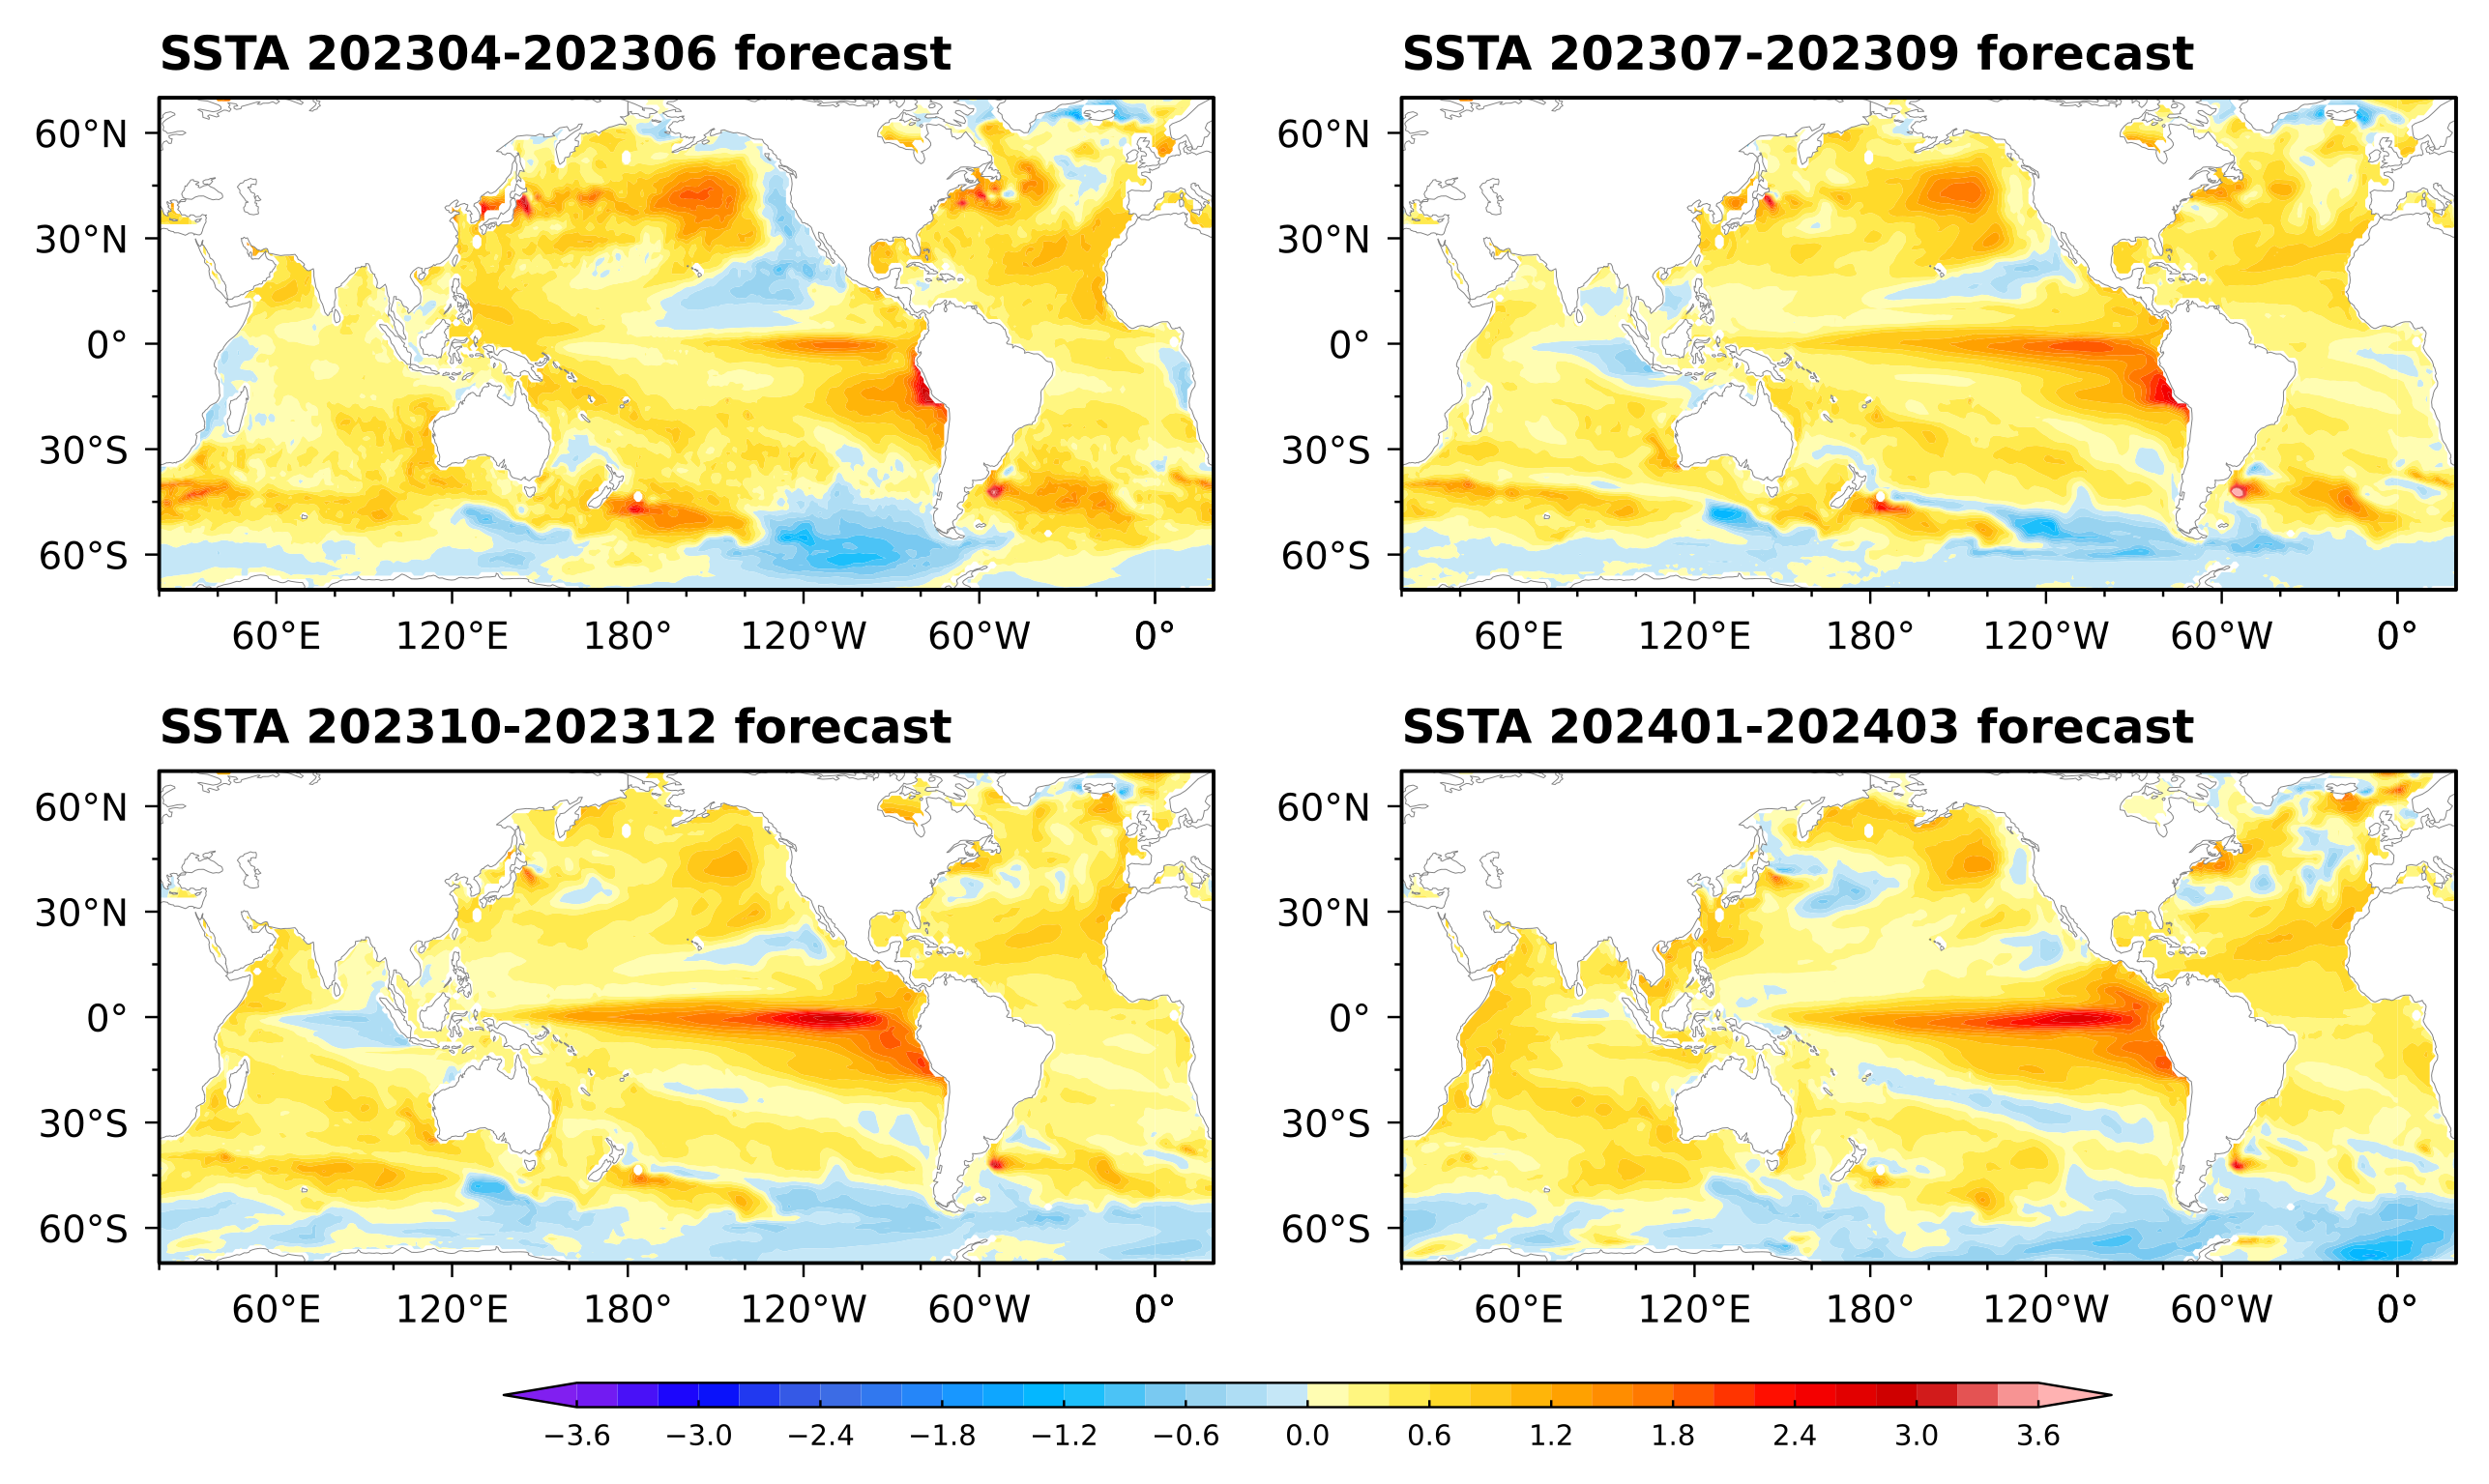 SSTA 202304-202306 forecast
SSTA 202307-202309 forecast
60°N
30°N
0°
30°S
60°S
60°E 120°E 180° 120°W 60°W 0°
60°N
30°N
0°
30°S
60°S
60°E 120°E 180° 120°W 60°W 0°
SSTA 202310-202312 forecast
SSTA 202401-202403 forecast
60°N
30°N
0°
30°S
60°S
60°E 120°E 180° 120°W 60°W 0°
60°N
30°N
0°
30°S
60°S
60°E 120°E 180° 120°W 60°W 0°
−3.6 −3.0 −2.4 −1.8 −1.2 −0.6 0.0 0.6 1.2 1.8 2.4 3.0 3.6